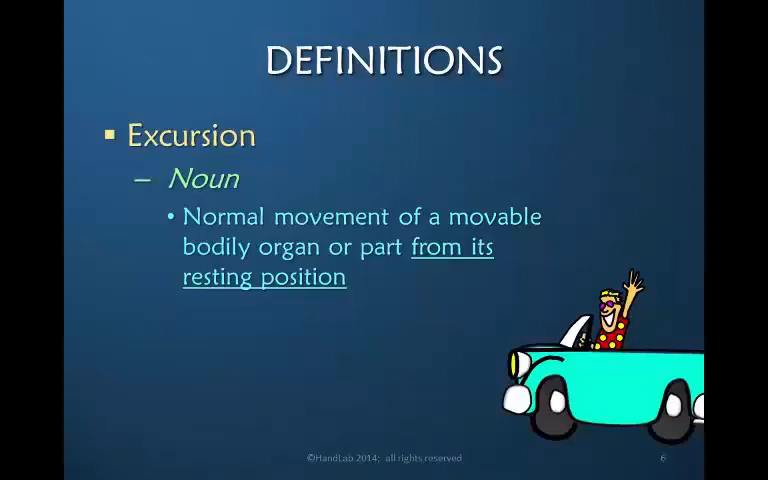 DEFINITIONS
▪ Excursion
– Noun
• Normal movement of a movable
bodily organ or part from its
resting position
©HandLab 2014; all rights reserved
6